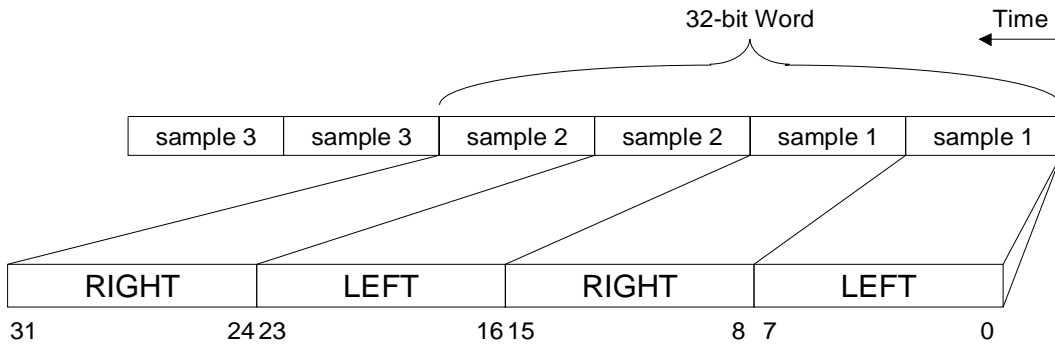 32-bit Word Time
sample 3 sample 3 sample 2 sample 2 sample 1 sample 1
RIGHT LEFT RIGHT LEFT
31 24 23 16 15 8 7 0